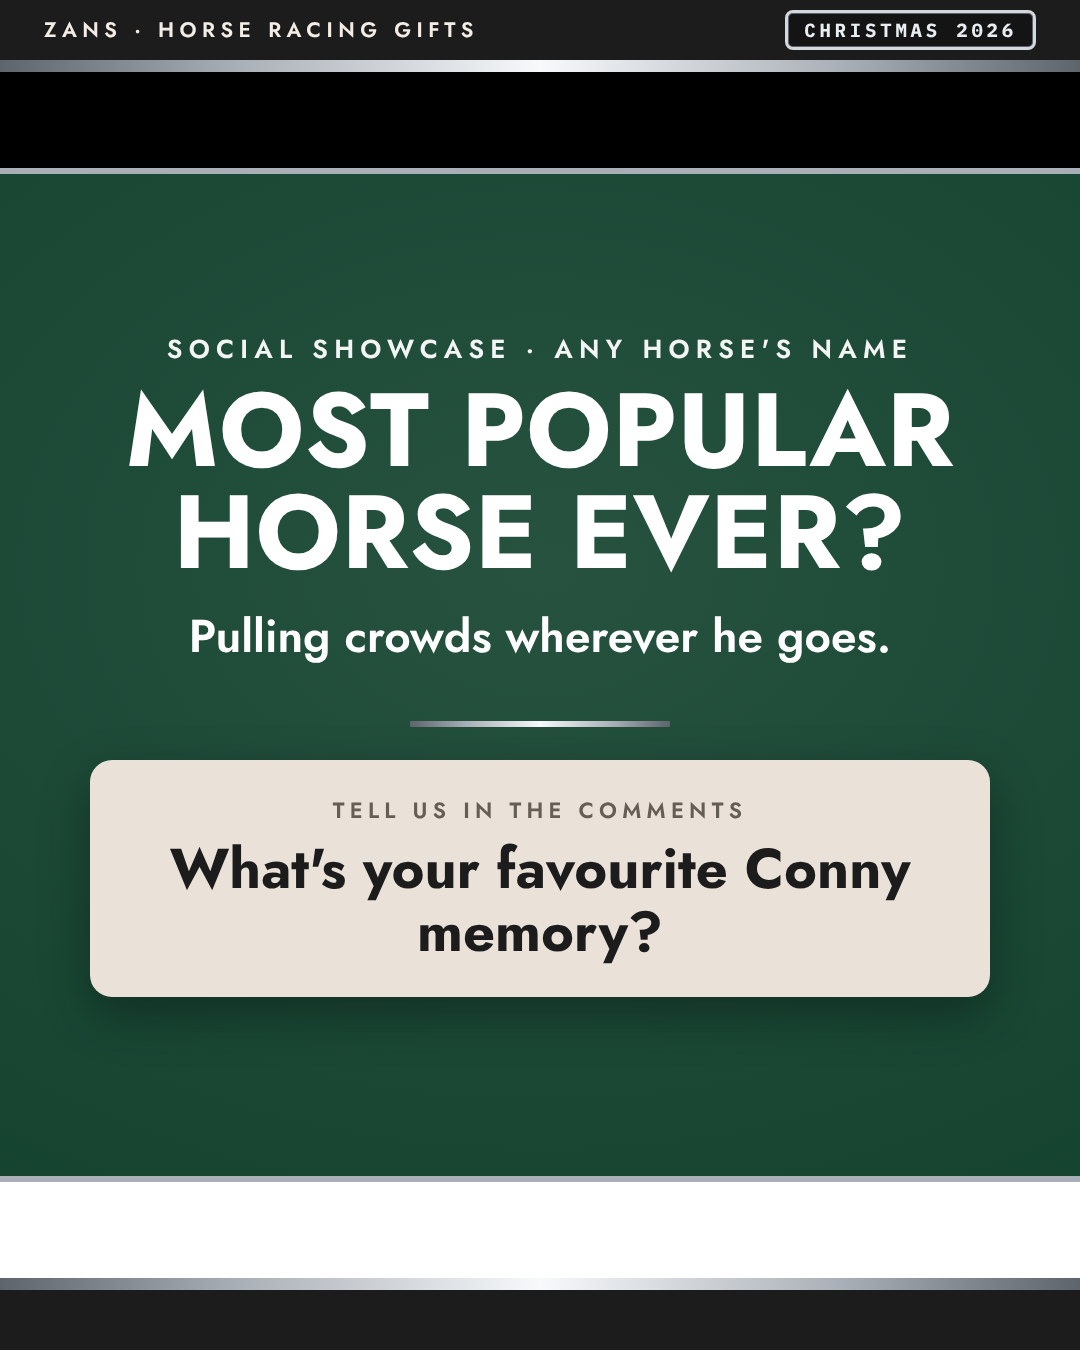 ZANS · HORSE RACING GIFTS
CHRISTMAS 2026
SOCIAL SHOWCASE · ANY HORSE'S NAME
MOST POPULAR
HORSE EVER?
Pulling crowds wherever he goes.
TELL US IN THE COMMENTS
What's your favourite Conny
memory?